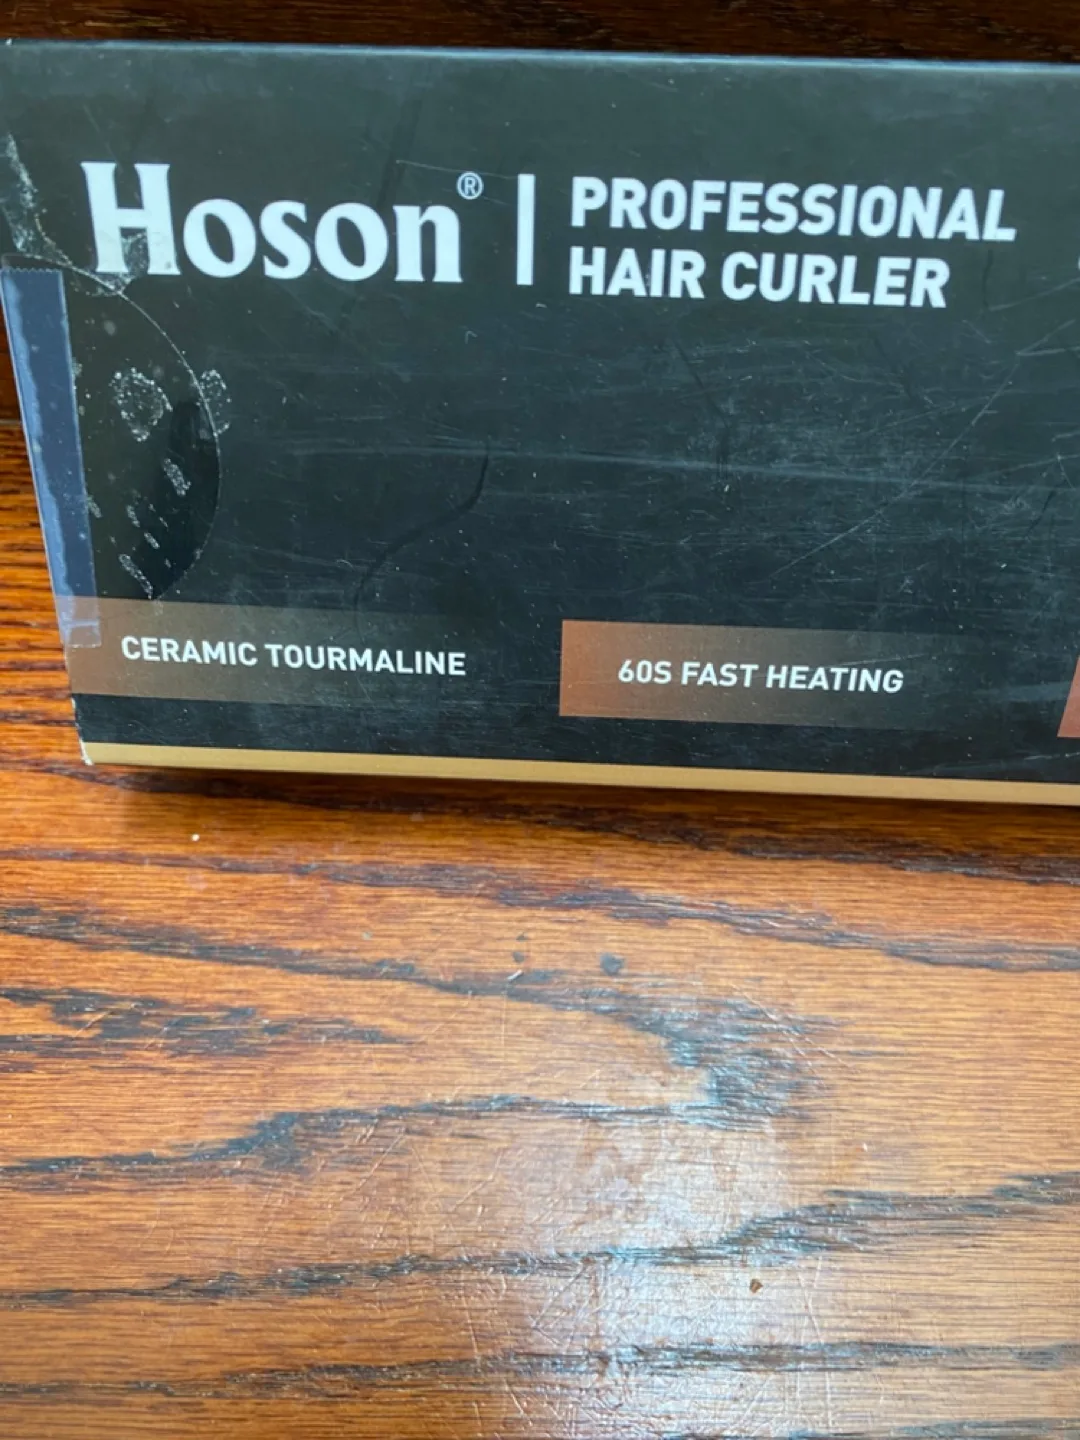 Hoson® | PROFESSIONAL
HAIR CURLER
CERAMIC TOURMALINE
60S FAST HEATING